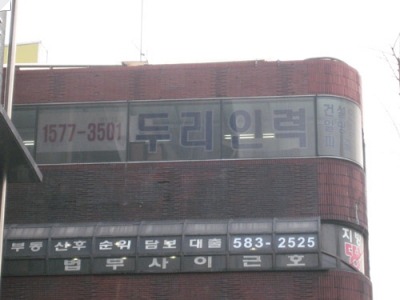 1577-3501 두리인력
부동 산후 순위 담보 대출 583-2525
법무사이근호